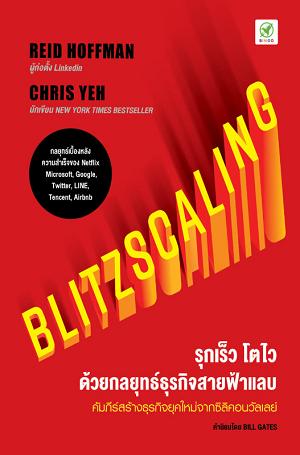 BINGO
REID HOFFMAN
ผู้ก่อตั้ง Linkedin
CHRIS YEH
นักเขียน NEW YORK TIMES BESTSELLER
กลยุทธ์เบื้องหลัง
ความสำเร็จของ Netflix
Microsoft, Google,
Twitter, LINE,
Tencent, Airbnb
BLITZSCALING
รุกเร็ว โตไว
ด้วยกลยุทธ์ธุรกิจสายฟ้าแลบ
คัมภีร์สร้างธุรกิจยุคใหม่จากซิลิคอนวัลเลย์
คำนิยมโดย BILL GATES